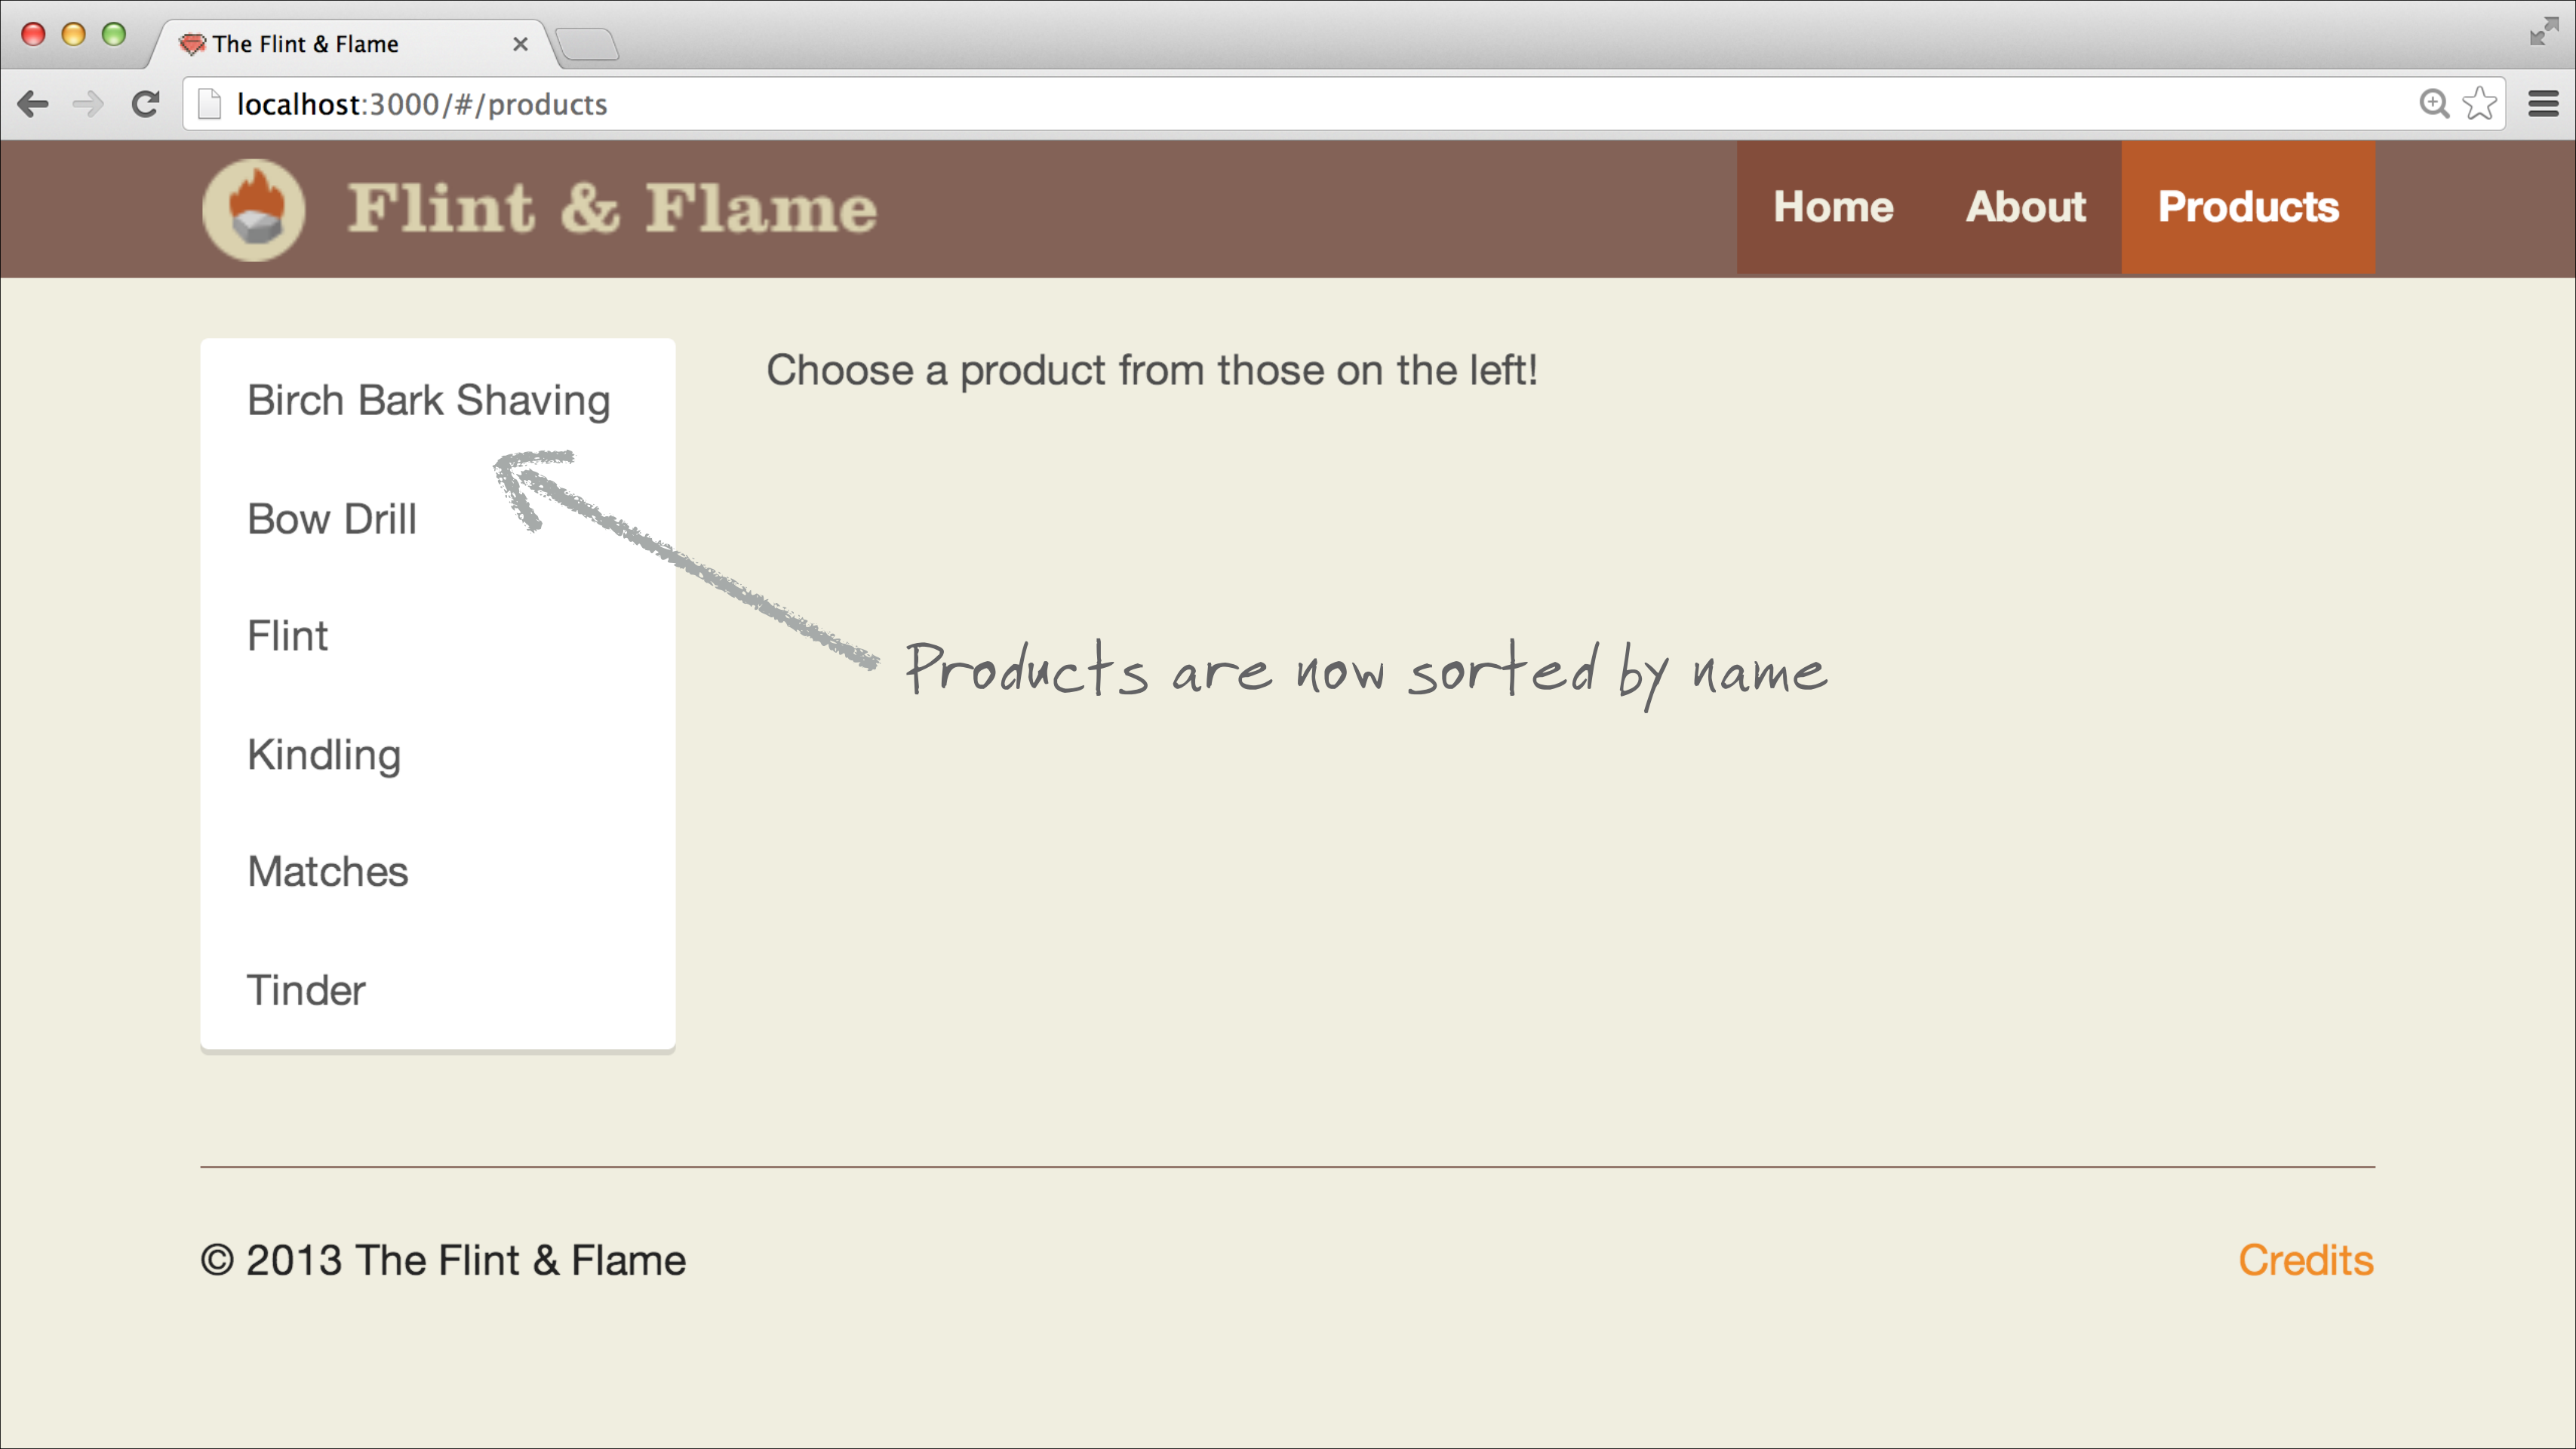 The Flint & Flame
localhost:3000/#/products
Flint & Flame
Home About Products
Birch Bark Shaving
Choose a product from those on the left!
Bow Drill
Flint
Products are now sorted by name
Kindling
Matches
Tinder
© 2013 The Flint & Flame
Credits